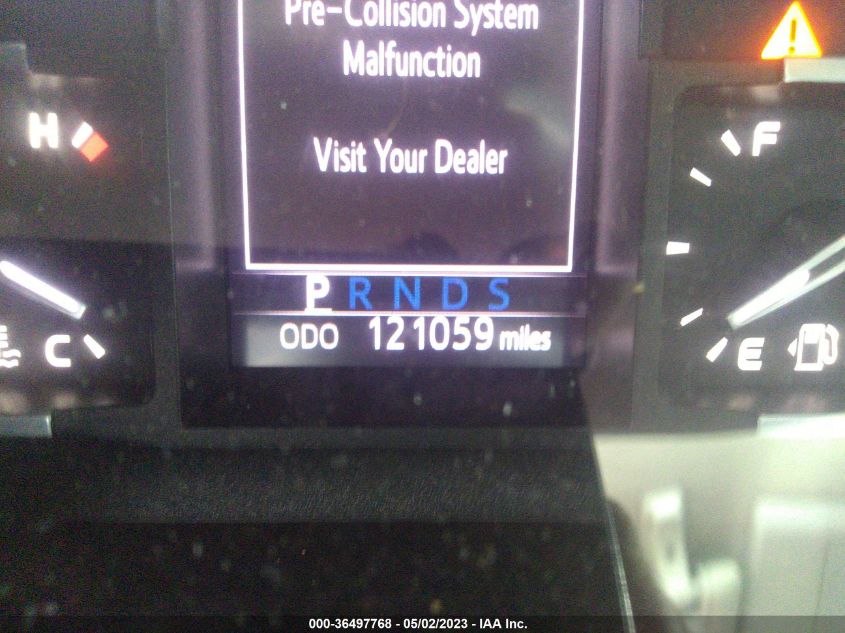 Pre-Collision System
Malfunction
Visit Your Dealer
H
F
P R N D S
ODO 121059 miles
C
E
000-36497768 - 05/02/2023 - IAA Inc.